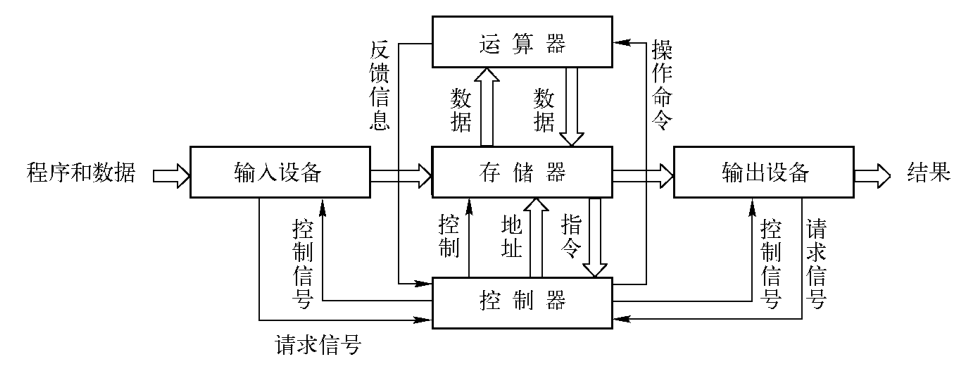 运算器
反馈信息
数据
数据
操作命令
程序和数据
输入设备
存储器
输出设备
结果
控制信号
控制
地址
指令
控制信号
请求信号
控制器
请求信号